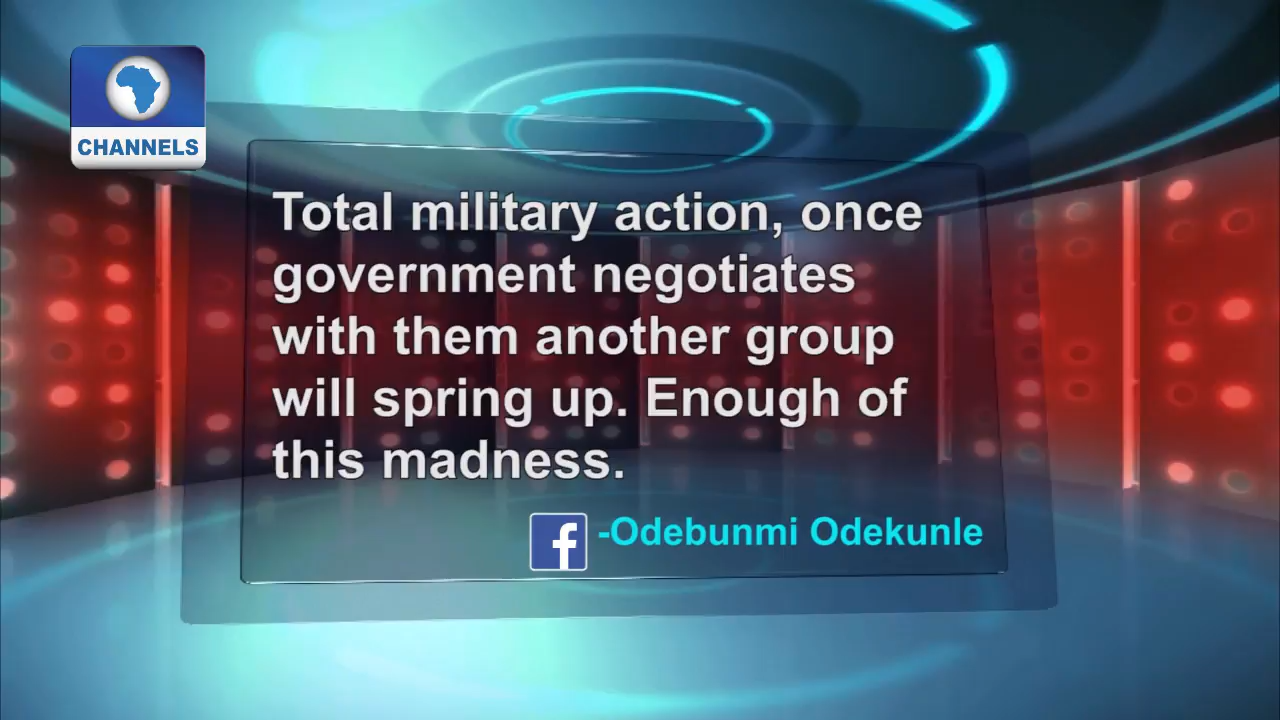 CHANNELS
Total military action, once
government negotiates
with them another group
will spring up. Enough of
this madness.
-Odebunmi Odekunle